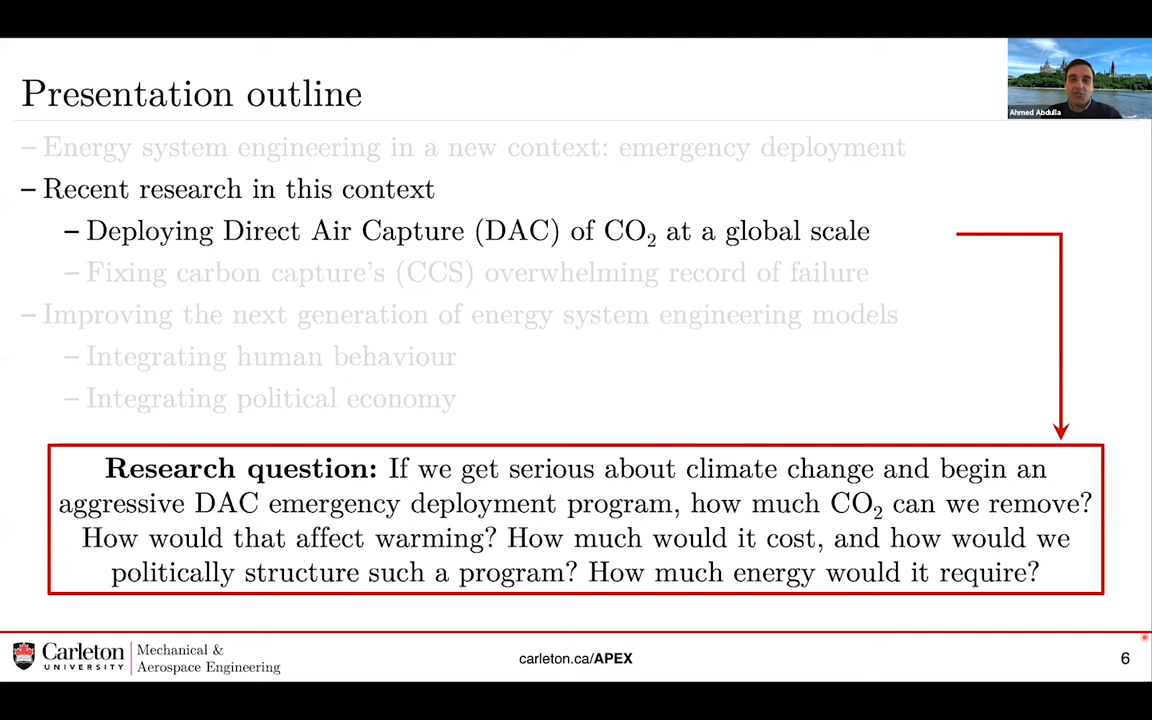 Presentation outline
Ahmed Abdulla
– Energy system engineering in a new context: emergency deployment
– Recent research in this context
– Deploying Direct Air Capture (DAC) of CO₂ at a global scale
– Fixing carbon capture's (CCS) overwhelming record of failure
– Improving the next generation of energy system engineering models
– Integrating human behaviour
– Integrating political economy
Research question: If we get serious about climate change and begin an
aggressive DAC emergency deployment program, how much CO₂ can we remove?
How would that affect warming? How much would it cost, and how would we
politically structure such a program? How much energy would it require?
Carleton
UNIVERSITY
Mechanical &
Aerospace Engineering
carleton.ca/APEX
6